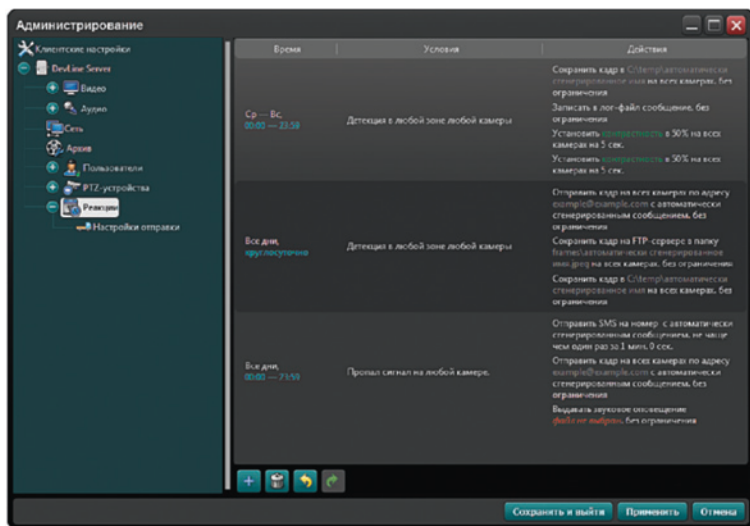 Администрирование
Клиентские настройки
DevLine Server
Видео
Аудио
Сеть
Архив
Пользователи
PTZ-устройства
Реакции
Настройки отправки
Время
Условия
Действия
Ср — Вс,
00:00 — 23:59
Детекция в любой зоне любой камеры
Сохранить кадр в C:\temp\автоматически
сгенерированное имя на всех камерах, без
ограничения
Записать в лог-файл сообщение, без
ограничения
Установить контрастность в 50% на всех
камерах на 5 сек.
Установить контрастность в 50% на всех
камерах на 5 сек.
Все дни,
круглосуточно
Детекция в любой зоне любой камеры
Отправить кадр на всех камерах по адресу
example@example.com с автоматически
сгенерированным сообщением, без
ограничения
Сохранить кадр на FTP-сервере в папку
frames\автоматически сгенерированное
имя.jpeg на всех камерах, без ограничения
Сохранить кадр в C:\temp\автоматически
сгенерированное имя на всех камерах, без
ограничения
Все дни,
00:00 — 23:59
Пропал сигнал на любой камере.
Отправить SMS на номер с автоматически
сгенерированным сообщением, не чаще
чем один раз за 1 мин. 0 сек.
Отправить кадр на всех камерах по адресу
example@example.com с автоматически
сгенерированным сообщением, без
ограничения
Выдавать звуковое оповещение
файл не выбран, без ограничения
Сохранить и выйти
Применить
Отмена